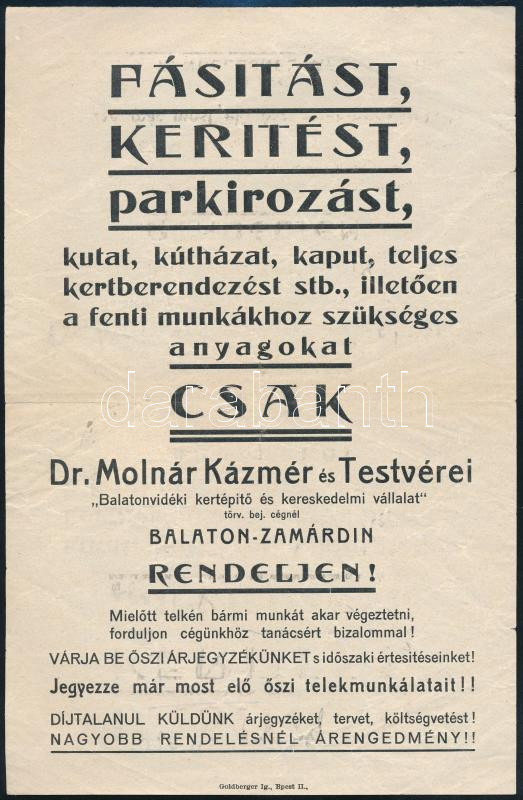 FÁSITÁST,
KERITÉST,
parkirozást,
kutat, kútházat, kaput, teljes
kertberendezést stb., illetően
a fenti munkákhoz szükséges
anyagokat
CSAK
darabanth
Dr. Molnár Kázmér és Testvérei
„Balatonvidéki kertépitő és kereskedelmi vállalat"
törv. bej. cégnél
BALATON-ZAMÁRDIN
RENDELJEN!
Mielőtt telkén bármi munkát akar végeztetni,
forduljon cégünkhöz tanácsért bizalommal!
VÁRJA BE ŐSZI ÁRJEGYZÉKÜNKET s időszaki értesitéseinket!
Jegyezze már most elő őszi telekmunkálatait!!
DÍJTALANUL KÜLDÜNK árjegyzéket, tervet, költségvetést!
NAGYOBB RENDELÉSNÉL ÁRENGEDMÉNY!!
Goldberger Ig., Bpest II.,